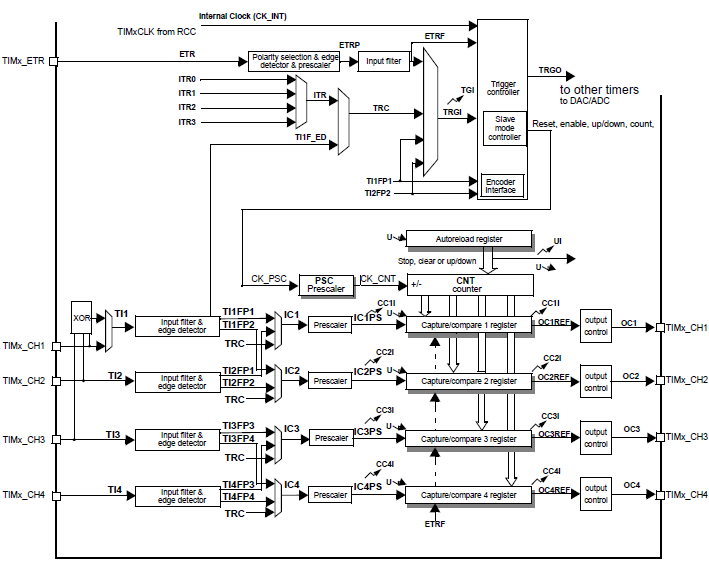 Internal Clock (CK_INT)
TIMxCLK from RCC
TIMx_ETR
ETR
Polarity selection & edge
detector & prescaler
ETRP
Input filter
ETRF
Trigger
controller
TRGO
to other timers
to DAC/ADC
ITR0
ITR1
ITR2
ITR3
ITR
TRC
TGI
TRGI
Slave
mode
controller
Reset, enable, up/down, count,
TI1F_ED
TI1FP1
TI2FP2
Encoder
Interface
U
Autoreload register
UI
Stop, clear or up/down
U
CK_PSC
PSC
Prescaler
CK_CNT
+/-
CNT
counter
XOR
TI1
Input filter &
edge detector
TI1FP1
TI1FP2
TRC
IC1
Prescaler
IC1PS
CC1I
U
Capture/compare 1 register
CC1I
OC1REF
output
control
OC1
TIMx_CH1
TIMx_CH1
TIMx_CH2
TI2
Input filter &
edge detector
TI2FP1
TI2FP2
TRC
IC2
Prescaler
IC2PS
CC2I
U
Capture/compare 2 register
CC2I
OC2REF
output
control
OC2
TIMx_CH2
TIMx_CH3
TI3
Input filter &
edge detector
TI3FP3
TI3FP4
TRC
IC3
Prescaler
IC3PS
CC3I
U
Capture/compare 3 register
CC3I
OC3REF
output
control
OC3
TIMx_CH3
TIMx_CH4
TI4
Input filter &
edge detector
TI4FP3
TI4FP4
TRC
IC4
Prescaler
IC4PS
CC4I
U
Capture/compare 4 register
CC4I
OC4REF
output
control
OC4
TIMx_CH4
ETRF